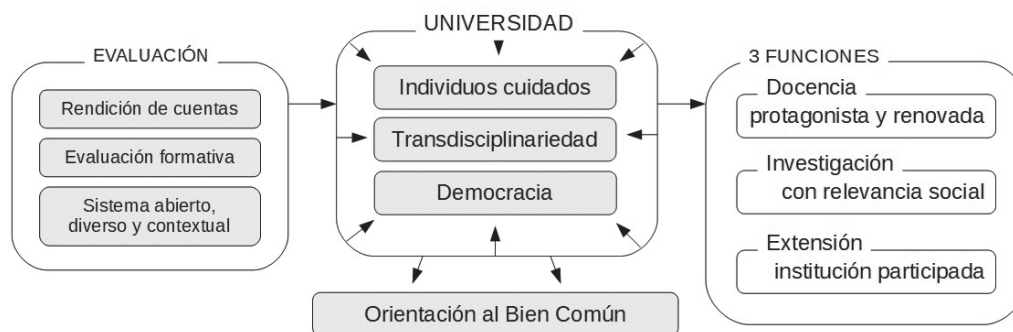 EVALUACIÓN
Rendición de cuentas
Evaluación formativa
Sistema abierto,
diverso y contextual
UNIVERSIDAD
Individuos cuidados
Transdisciplinariedad
Democracia
Orientación al Bien Común
3 FUNCIONES
Docencia
protagonista y renovada
Investigación
con relevancia social
Extensión
institución participada